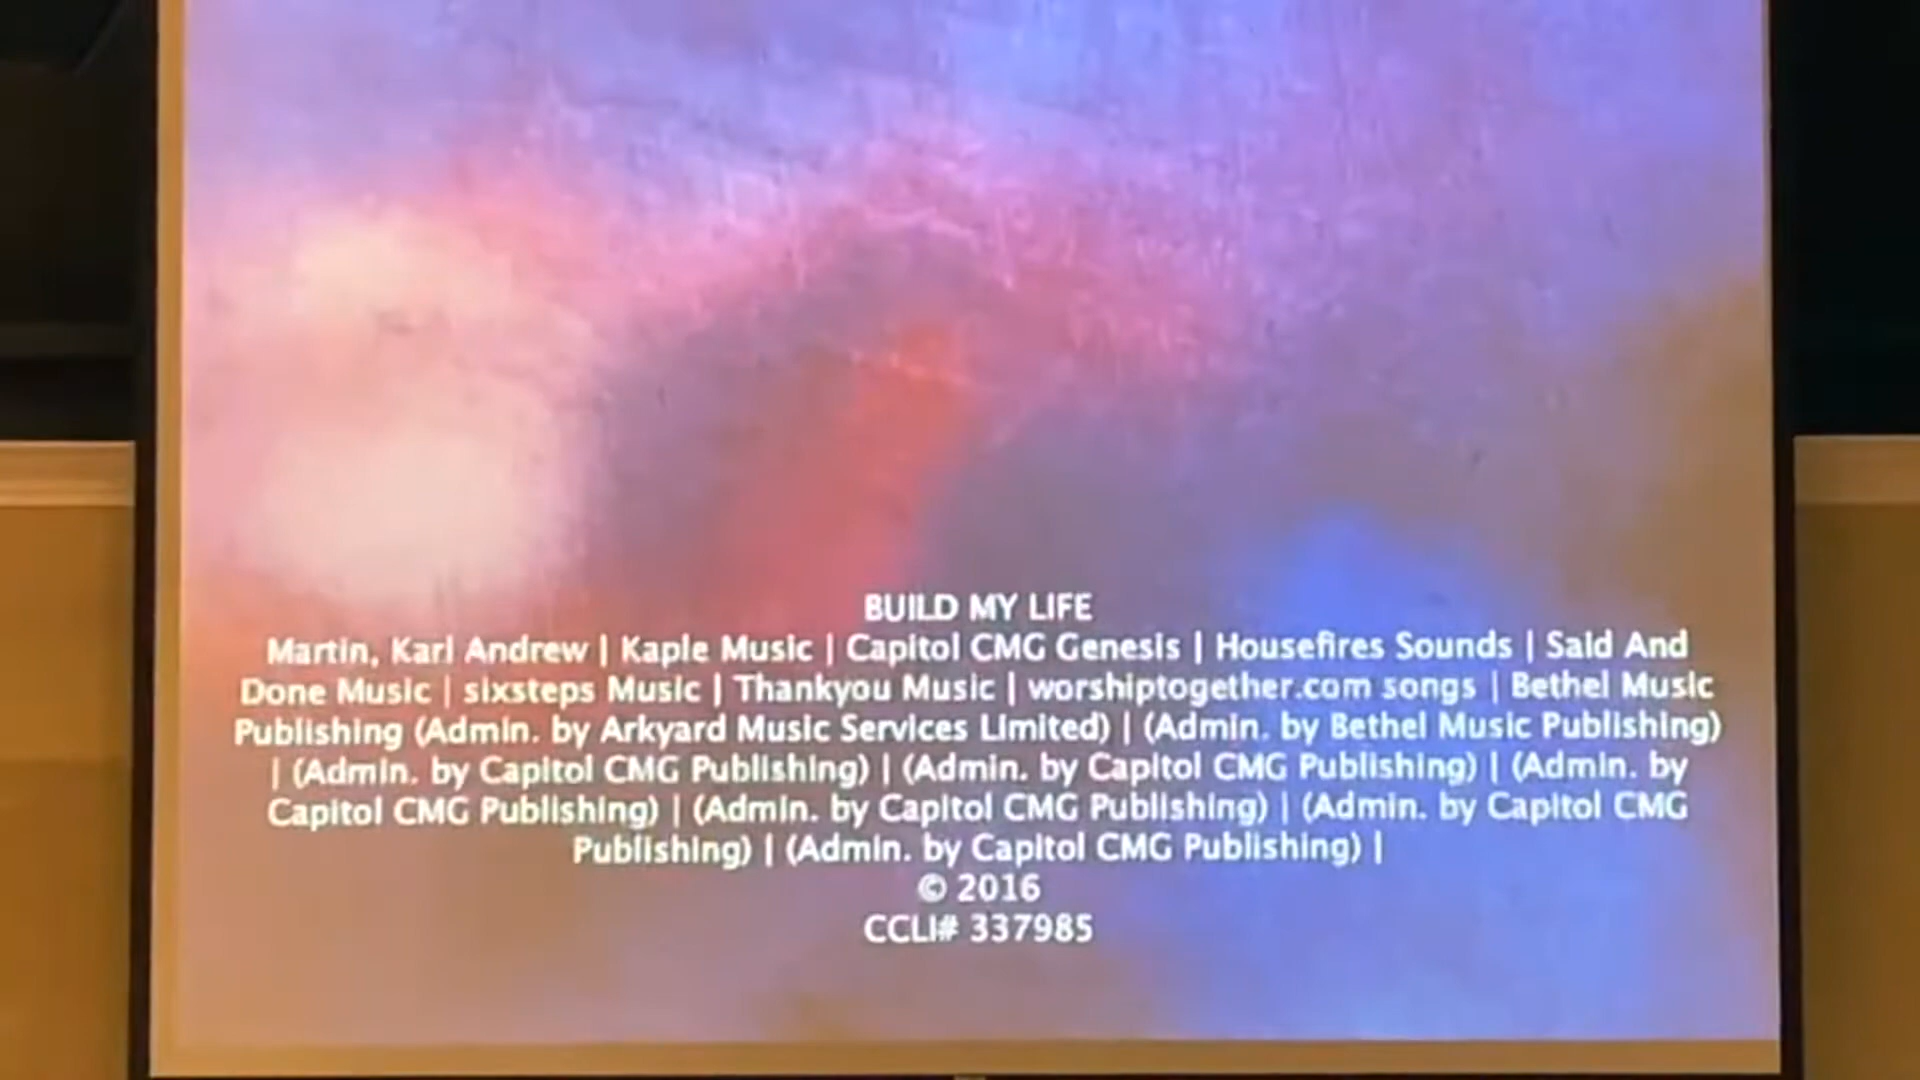 BUILD MY LIFE
Martin, Karl Andrew | Kaple Music | Capitol CMG Genesis | Housefires Sounds | Said And
Done Music | sixsteps Music | Thankyou Music | worshiptogether.com songs | Bethel Music
Publishing (Admin. by Arkyard Music Services Limited) | (Admin. by Bethel Music Publishing)
| (Admin. by Capitol CMG Publishing) | (Admin. by Capitol CMG Publishing) | (Admin. by
Capitol CMG Publishing) | (Admin. by Capitol CMG Publishing) | (Admin. by Capitol CMG
Publishing) | (Admin. by Capitol CMG Publishing) |
© 2016
CCLI# 337985